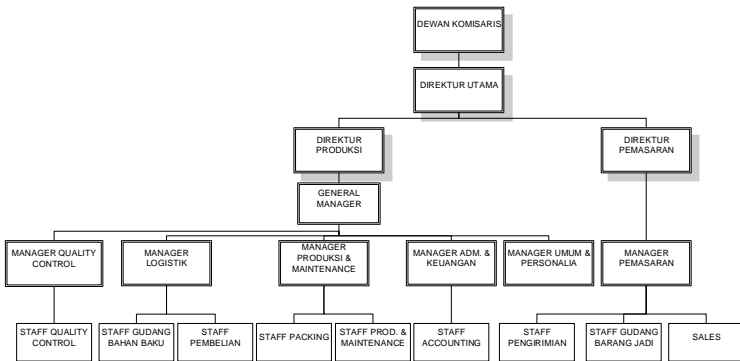 DEWAN KOMISARIS
DIREKTUR UTAMA
DIREKTUR
PRODUKSI
DIREKTUR
PEMASARAN
GENERAL
MANAGER
MANAGER QUALITY
CONTROL
MANAGER
LOGISTIK
MANAGER
PRODUKSI &
MAINTENANCE
MANAGER ADM. &
KEUANGAN
MANAGER UMUM &
PERSONALIA
MANAGER
PEMASARAN
STAFF QUALITY
CONTROL
STAFF GUDANG
BAHAN BAKU
STAFF
PEMBELIAN
STAFF PACKING
STAFF PROD. &
MAINTENANCE
STAFF
ACCOUNTING
STAFF
PENGIRIMIAN
STAFF GUDANG
BARANG JADI
SALES